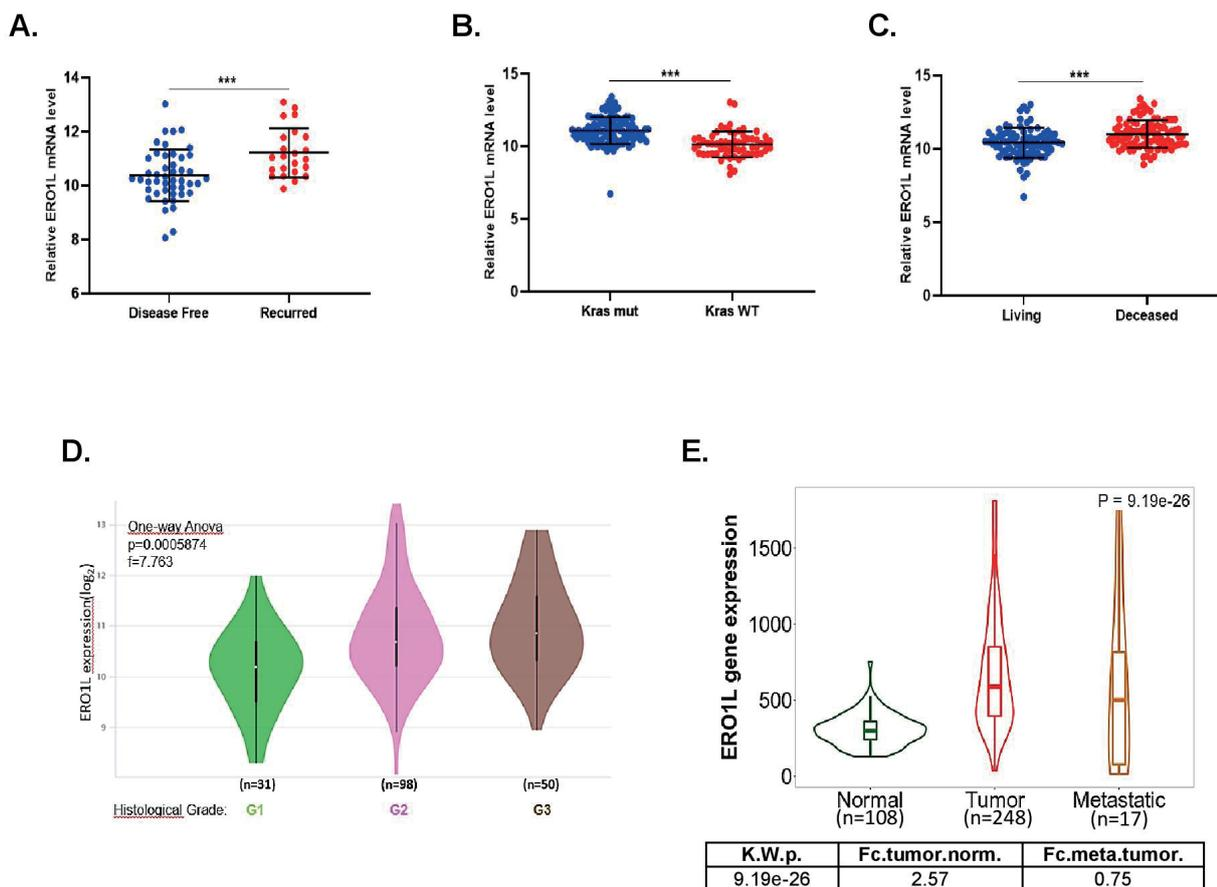 A.
***
14
12
10
8
6
Relative ERO1L mRNA level
Disease Free
Recurred
B.
***
15
10
5
0
Relative ERO1L mRNA level
Kras mut
Kras WT
C.
***
15
10
5
0
Relative ERO1L mRNA level
Living
Deceased
D.
One-way Anova
p=0.0005874
f=7.763
13
12
11
10
9
ERO1L expression(log2)
(n=31)
(n=98)
(n=50)
Histological Grade:
G1
G2
G3
E.
P = 9.19e-26
1500
1000
500
0
ERO1L gene expression
Normal
Tumor
Metastatic
(n=108)
(n=248)
(n=17)
K.W.p. Fc.tumor.norm. Fc.meta.tumor.
9.19e-26 2.57 0.75